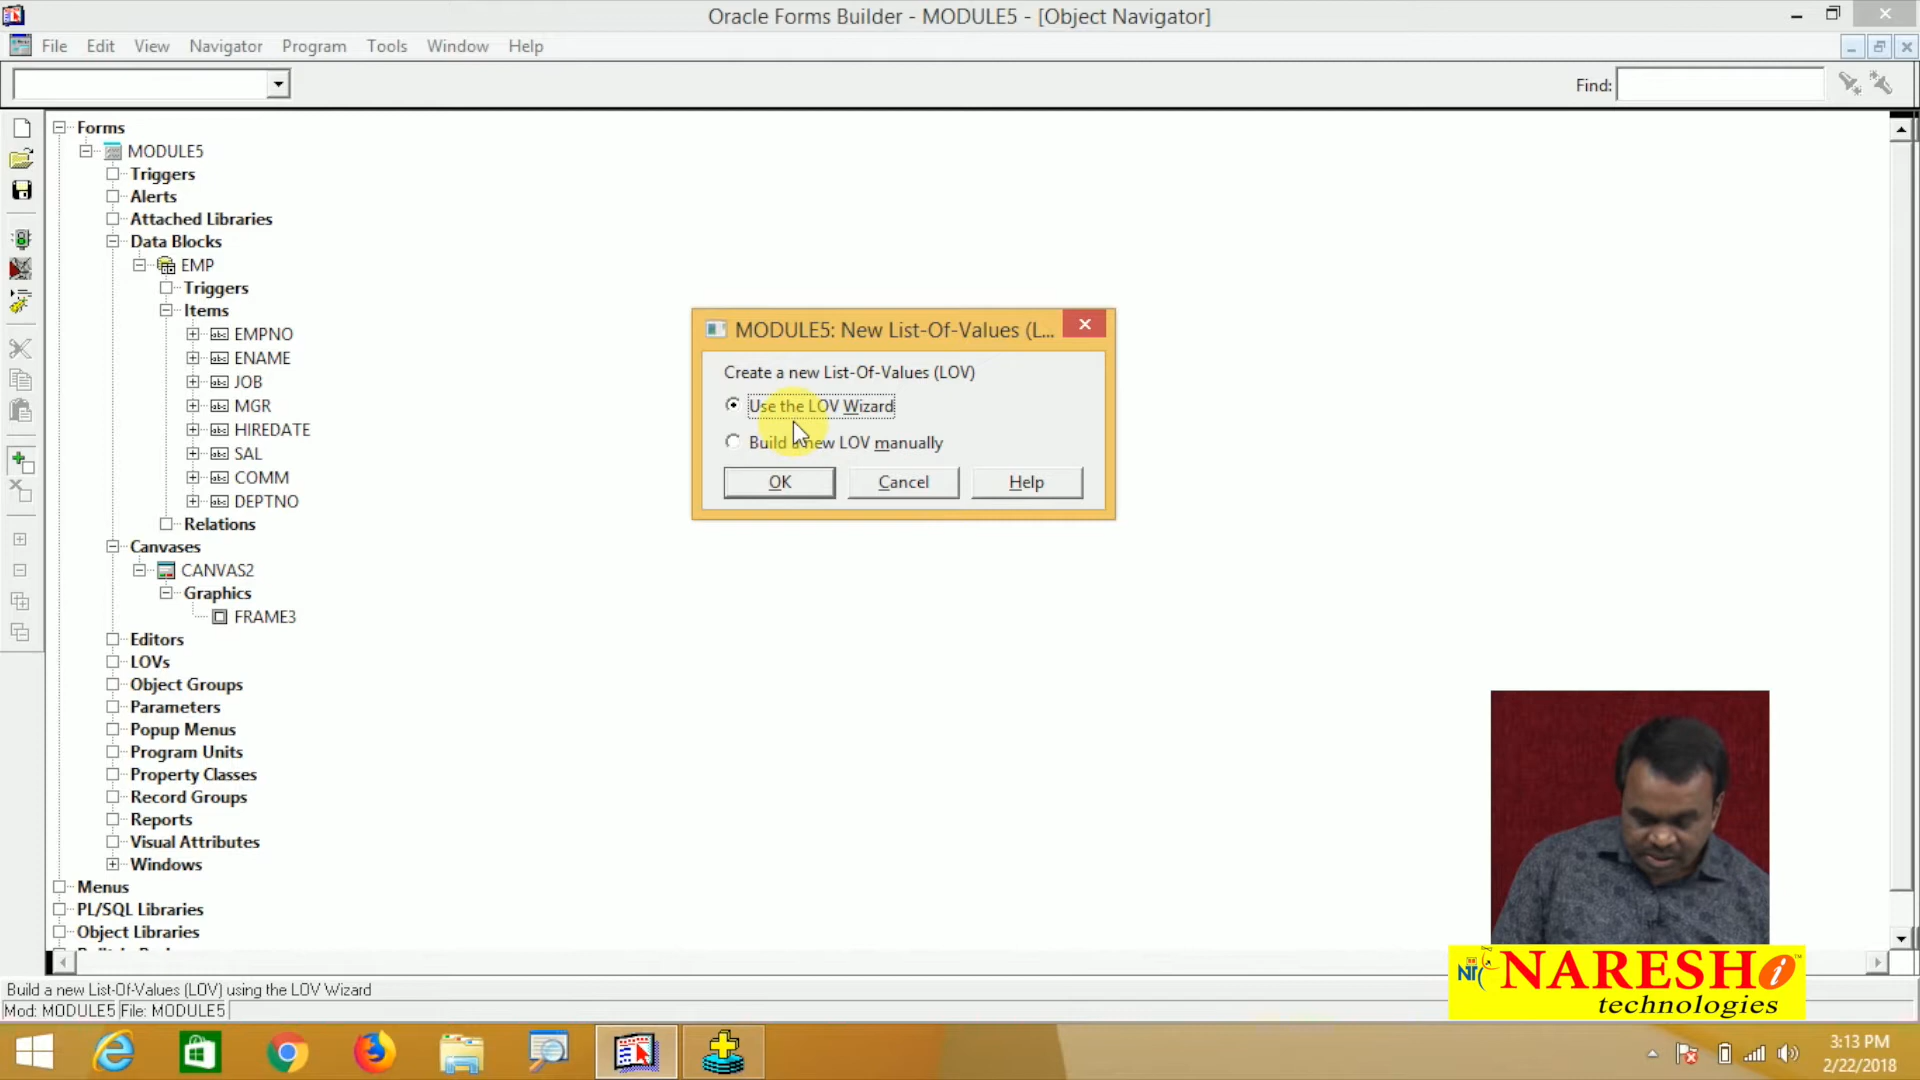 Oracle Forms Builder - MODULE5 - [Object Navigator]
File Edit View Navigator Program Tools Window Help
Find:
Forms
MODULE5
Triggers
Alerts
Attached Libraries
Data Blocks
EMP
Triggers
Items
EMPNO
ENAME
JOB
MGR
HIREDATE
SAL
COMM
DEPTNO
Relations
Canvases
CANVAS2
Graphics
FRAME3
Editors
LOVs
Object Groups
Parameters
Popup Menus
Program Units
Property Classes
Record Groups
Reports
Visual Attributes
Windows
Menus
PL/SQL Libraries
Object Libraries
MODULE5: New List-Of-Values (L...
Create a new List-Of-Values (LOV)
Use the LOV Wizard
Build a new LOV manually
OK Cancel Help
NARESH i
technologies
Build a new List-Of-Values (LOV) using the LOV Wizard
Mod: MODULE5 File: MODULE5
3:13 PM
2/22/2018